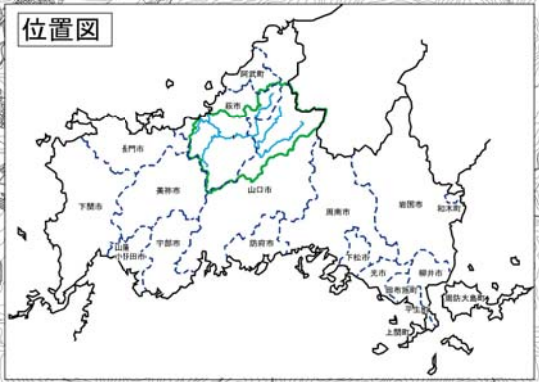 位置図
阿武町
萩市
長門市
美祢市
山口市
下関市
周南市
岩国市
和木町
山陽
小野田市
宇部市
防府市
下松市
光市
柳井市
田布施町
平生町
周防大島町
上関町